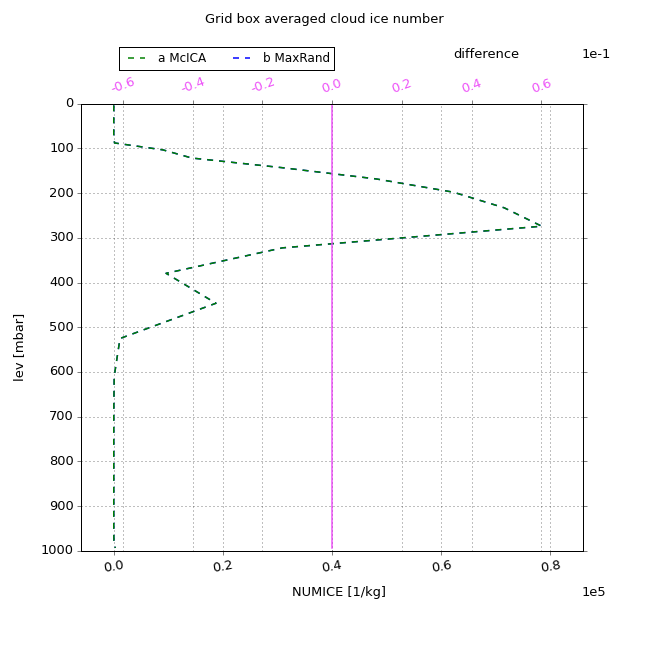 Grid box averaged cloud ice number
a McICA b MaxRand difference 1e-1
-0.6 -0.4 -0.2 0.0 0.2 0.4 0.6
0
100
200
300
400
500
600
700
800
900
1000
lev [mbar]
0.0 0.2 0.4 0.6 0.8
NUMICE [1/kg] 1e5